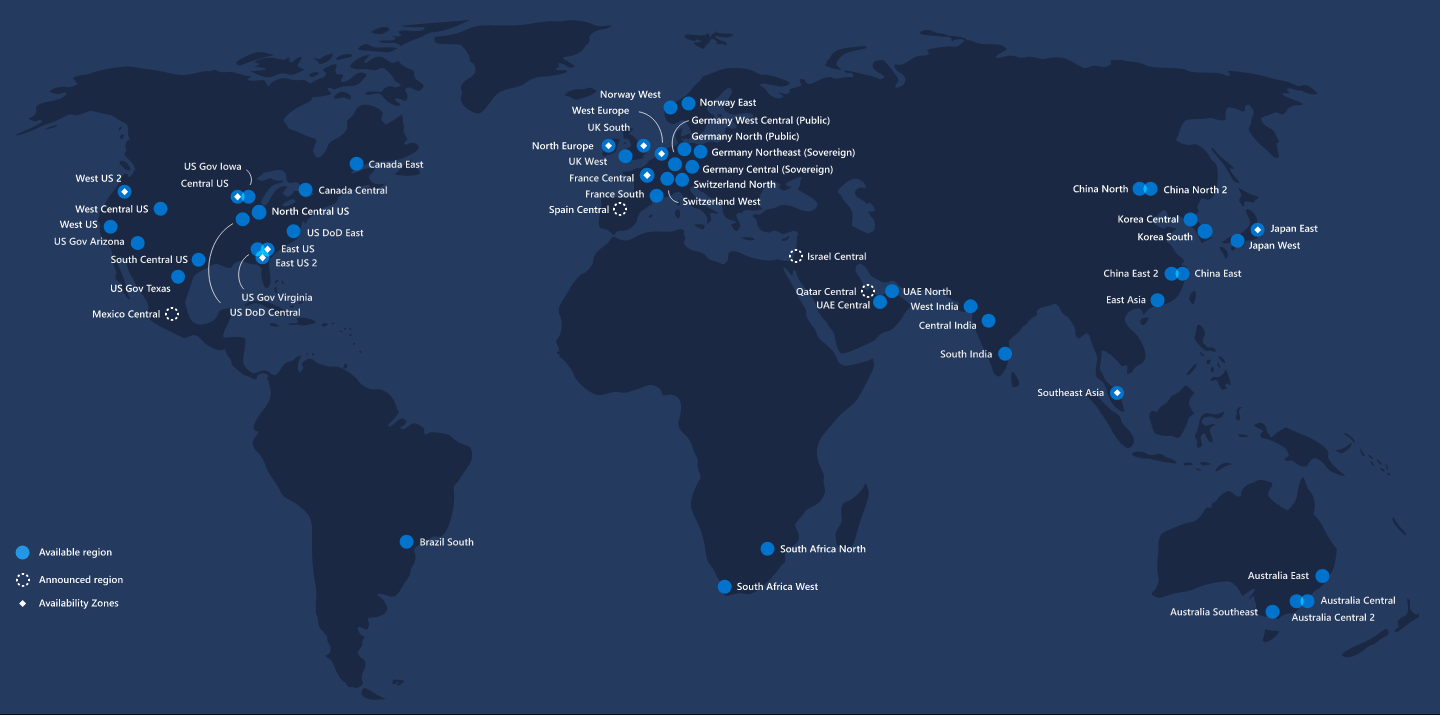 Norway West
Norway East
West Europe
Germany West Central (Public)
UK South
Germany North (Public)
North Europe
Germany Northeast (Sovereign)
UK West
Germany Central (Sovereign)
France Central
Switzerland North
France South
Switzerland West
Spain Central
US Gov Iowa
Canada East
West US 2
Central US
Canada Central
West Central US
North Central US
West US
US DoD East
US Gov Arizona
East US
South Central US
East US 2
US Gov Texas
US Gov Virginia
Mexico Central
US DoD Central
Israel Central
Qatar Central
UAE North
UAE Central
West India
Central India
South India
China North
China North 2
Korea Central
Korea South
Japan East
Japan West
China East 2
China East
East Asia
Southeast Asia
Brazil South
South Africa North
South Africa West
Australia East
Australia Central
Australia Southeast
Australia Central 2
Available region
Announced region
Availability Zones